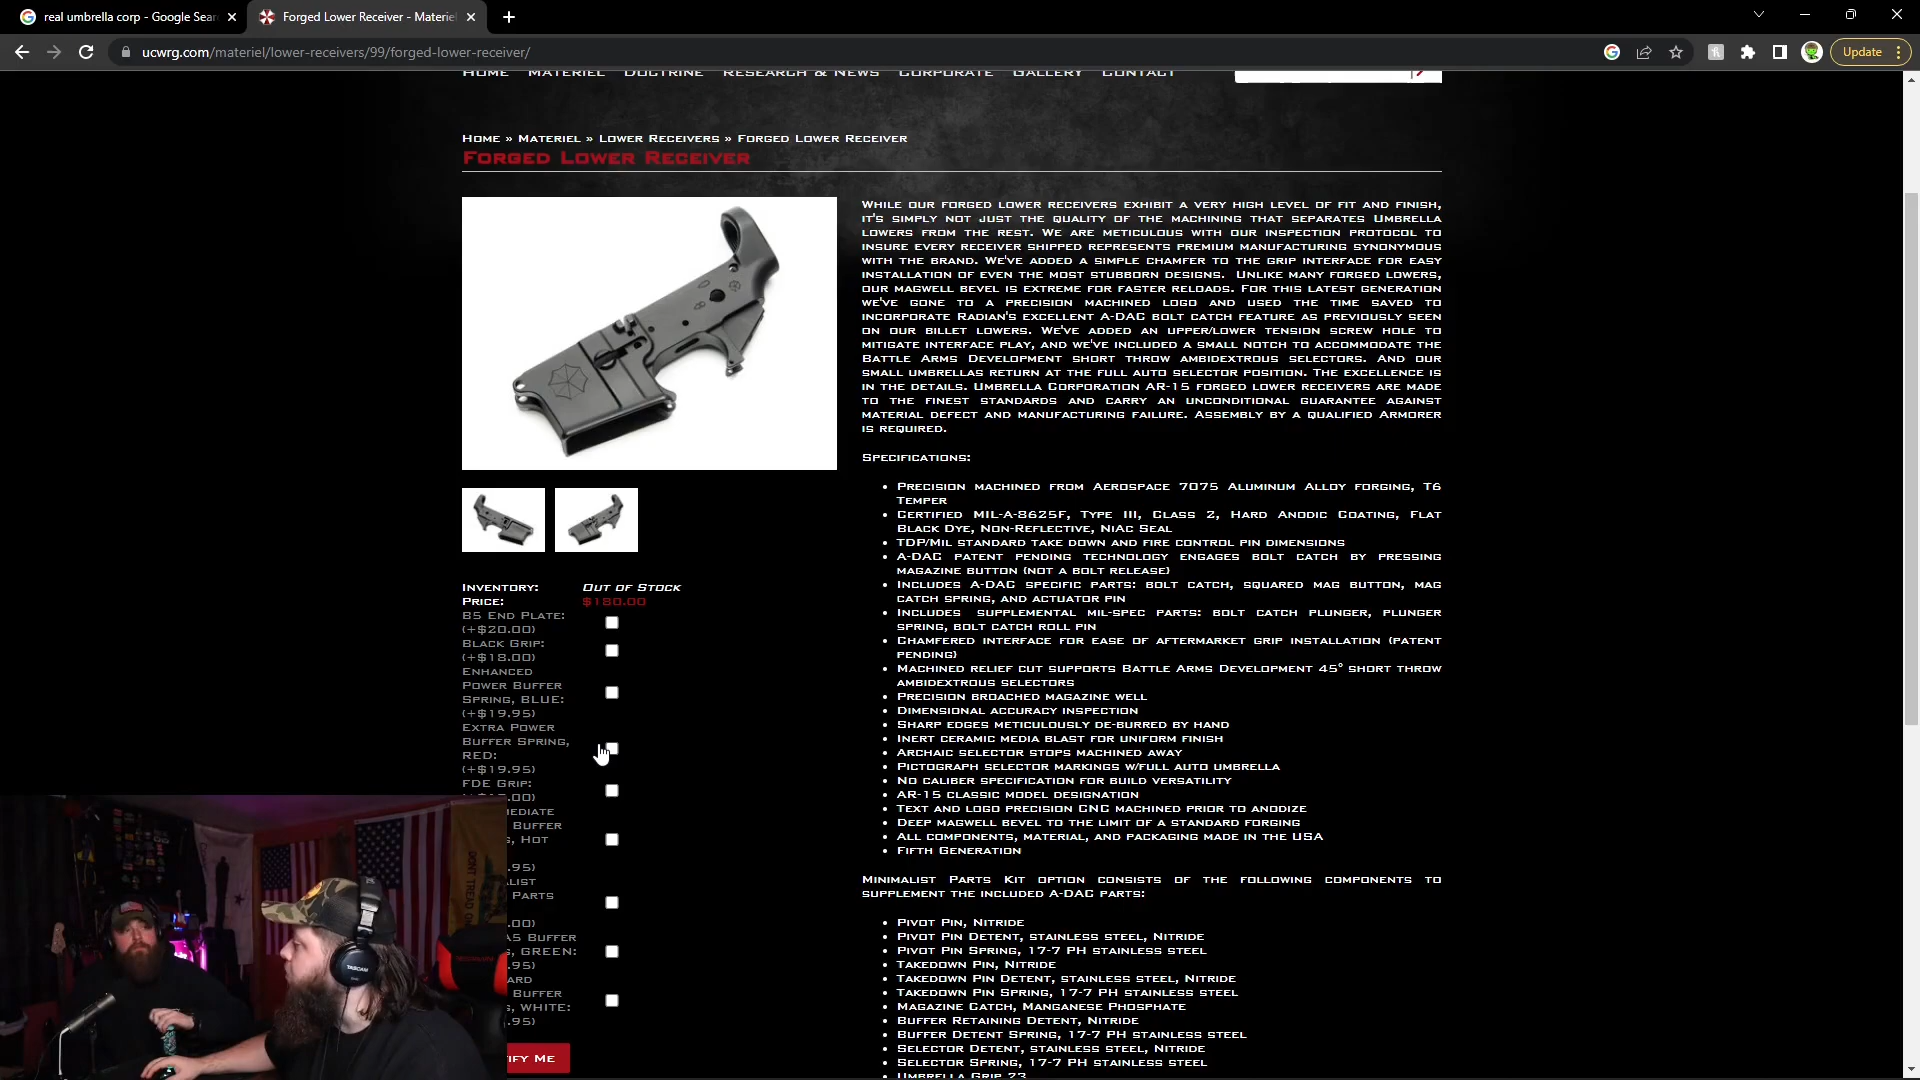 real umbrella corp - Google Sear
Forged Lower Receiver - Materiel
ucwrg.com/materiel/lower-receivers/99/forged-lower-receiver/
Update
Home Materiel Doctrine Research & News Corporate Gallery Contact
Home » Materiel » Lower Receivers » Forged Lower Receiver
Forged Lower Receiver
While our forged lower receivers exhibit a very high level of fit and finish,
it's simply not just the quality of the machining that separates Umbrella
lowers from the rest. We are meticulous with our inspection protocol to
insure every receiver shipped represents premium manufacturing synonymous
with the brand. We've added a simple chamfer to the grip interface for easy
installation of even the most stubborn designs. Unlike many forged lowers,
our magwell bevel is extreme for faster reloads. For this latest generation
we've gone to a precision machined logo and used the time saved to
incorporate Radian's excellent A-DAC bolt catch feature as previously seen
on our billet lowers. We've added an upper/lower tension screw hole to
mitigate interface play, and we've included a small notch to accommodate the
Battle Arms Development short throw ambidextrous selectors. And our
small umbrellas return at the full auto selector position. The excellence is
in the details. Umbrella Corporation AR-15 forged lower receivers are made
to the finest standards and carry an unconditional guarantee against
material defect and manufacturing failure. Assembly by a qualified Armorer
is required.
Specifications:
• Precision machined from Aerospace 7075 Aluminum Alloy forging, T6
Temper
• Certified MIL-A-8625F, Type III, Class 2, Hard Anodic Coating, Flat
Black Dye, Non-Reflective, NiAc Seal
• TDP/Mil standard take down and fire control pin dimensions
• A-DAC patent pending technology engages bolt catch by pressing
magazine button (not a bolt release)
• Includes A-DAC specific parts: bolt catch, squared mag button, mag
catch spring, and actuator pin
• Includes supplemental mil-spec parts: bolt catch plunger, plunger
spring, bolt catch roll pin
• Chamfered interface for ease of aftermarket grip installation (patent
pending)
• Machined relief cut supports Battle Arms Development 45° short throw
ambidextrous selectors
• Precision broached magazine well
• Dimensional accuracy inspection
• Sharp edges meticulously de-burred by hand
• Inert ceramic media blast for uniform finish
• Archaic selector stops machined away
• Pictograph selector markings w/full auto umbrella
• No caliber specification for build versatility
• AR-15 classic model designation
• Text and logo precision CNC machined prior to anodize
• Deep magwell bevel to the limit of a standard forging
• All components, material, and packaging made in the USA
• Fifth Generation
Minimalist Parts Kit option consists of the following components to
supplement the included A-DAC parts:
• Pivot Pin, Nitride
• Pivot Pin Detent, stainless steel, Nitride
• Pivot Pin Spring, 17-7 PH stainless steel
• Takedown Pin, Nitride
• Takedown Pin Detent, stainless steel, Nitride
• Takedown Pin Spring, 17-7 PH stainless steel
• Magazine Catch, Manganese Phosphate
• Buffer Retaining Detent, Nitride
• Buffer Detent Spring, 17-7 PH stainless steel
• Selector Detent, stainless steel, Nitride
• Selector Spring, 17-7 PH stainless steel
• Umbrella Grip 23
Inventory: Out of Stock
Price: $180.00
B5 End Plate:
(+$20.00)
Black Grip:
(+$18.00)
Enhanced
Power Buffer
Spring, BLUE:
(+$19.95)
Extra Power
Buffer Spring,
RED:
(+$19.95)
FDE Grip:
.00)
ediate
Buffer
, Hot
.95)
list
Parts
.00)
A5 Buffer
, GREEN:
.95)
ard
Buffer
, WHITE:
.95)
ify Me
DONT TREAD ON
TASCAM